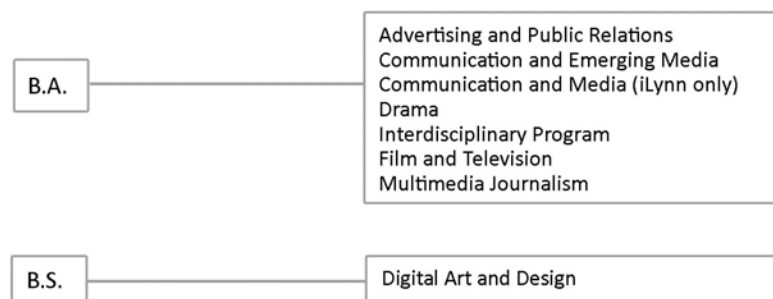 B.A.
Advertising and Public Relations
Communication and Emerging Media
Communication and Media (iLynn only)
Drama
Interdisciplinary Program
Film and Television
Multimedia Journalism
B.S.
Digital Art and Design